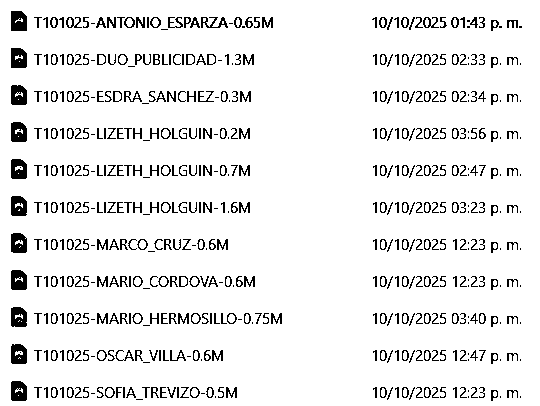 T101025-ANTONIO_ESPARZA-0.65M 10/10/2025 01:43 p. m.
T101025-DUO_PUBLICIDAD-1.3M 10/10/2025 02:33 p. m.
T101025-ESDRA_SANCHEZ-0.3M 10/10/2025 02:34 p. m.
T101025-LIZETH_HOLGUIN-0.2M 10/10/2025 03:56 p. m.
T101025-LIZETH_HOLGUIN-0.7M 10/10/2025 02:47 p. m.
T101025-LIZETH_HOLGUIN-1.6M 10/10/2025 03:23 p. m.
T101025-MARCO_CRUZ-0.6M 10/10/2025 12:23 p. m.
T101025-MARIO_CORDOVA-0.6M 10/10/2025 12:23 p. m.
T101025-MARIO_HERMOSILLO-0.75M 10/10/2025 03:40 p. m.
T101025-OSCAR_VILLA-0.6M 10/10/2025 12:47 p. m.
T101025-SOFIA_TREVIZO-0.5M 10/10/2025 12:23 p. m.